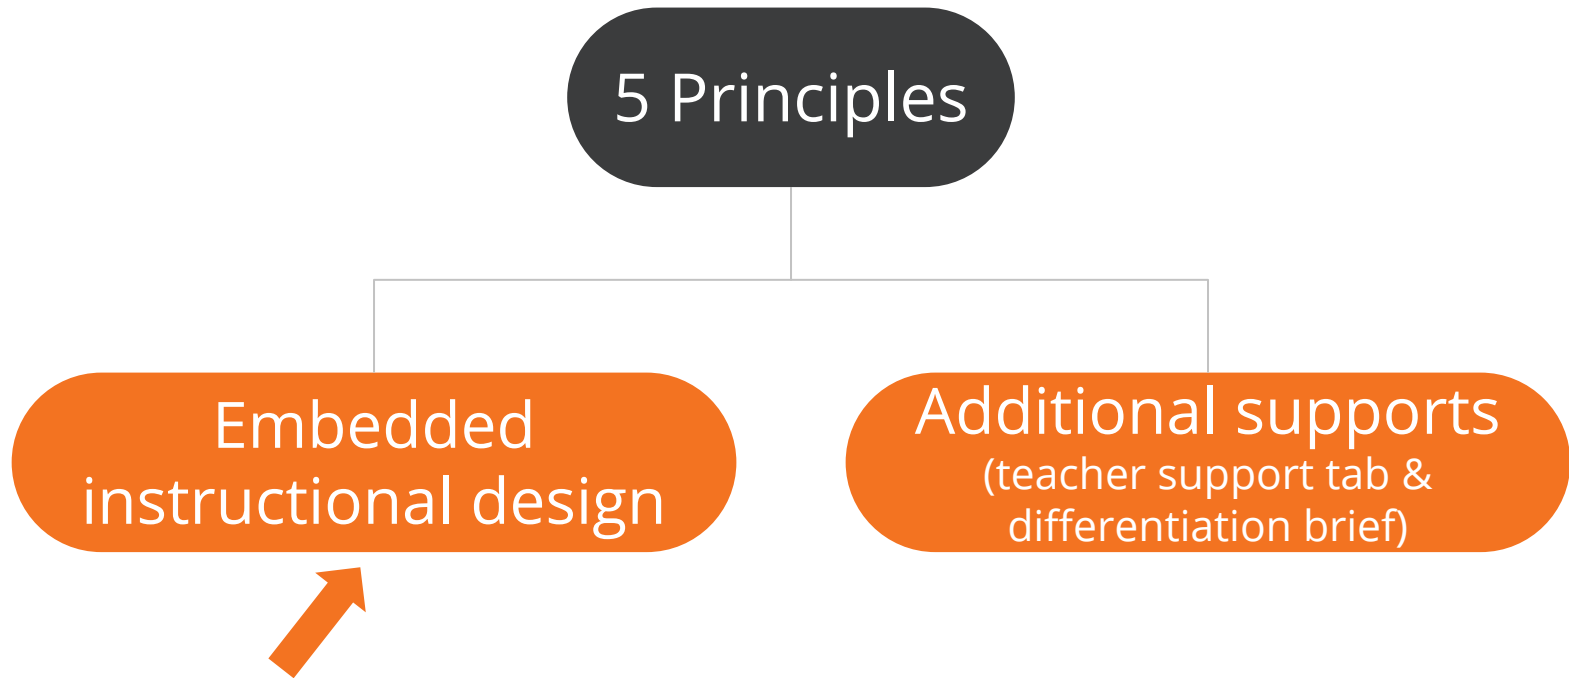 5 Principles
Embedded
instructional design
Additional supports
(teacher support tab &
differentiation brief)